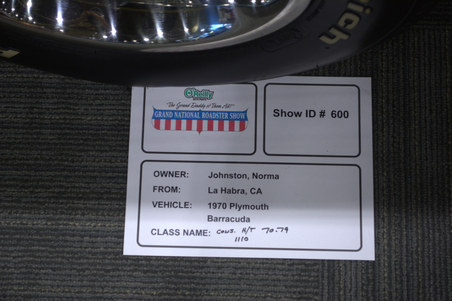 ich
O'Reilly
"The Grand Daddy of Them All!"
GRAND NATIONAL ROADSTER SHOW
Show ID # 600
OWNER: Johnston, Norma
FROM: La Habra, CA
VEHICLE: 1970 Plymouth
Barracuda
CLASS NAME: CONS. H/T 70-79
1110